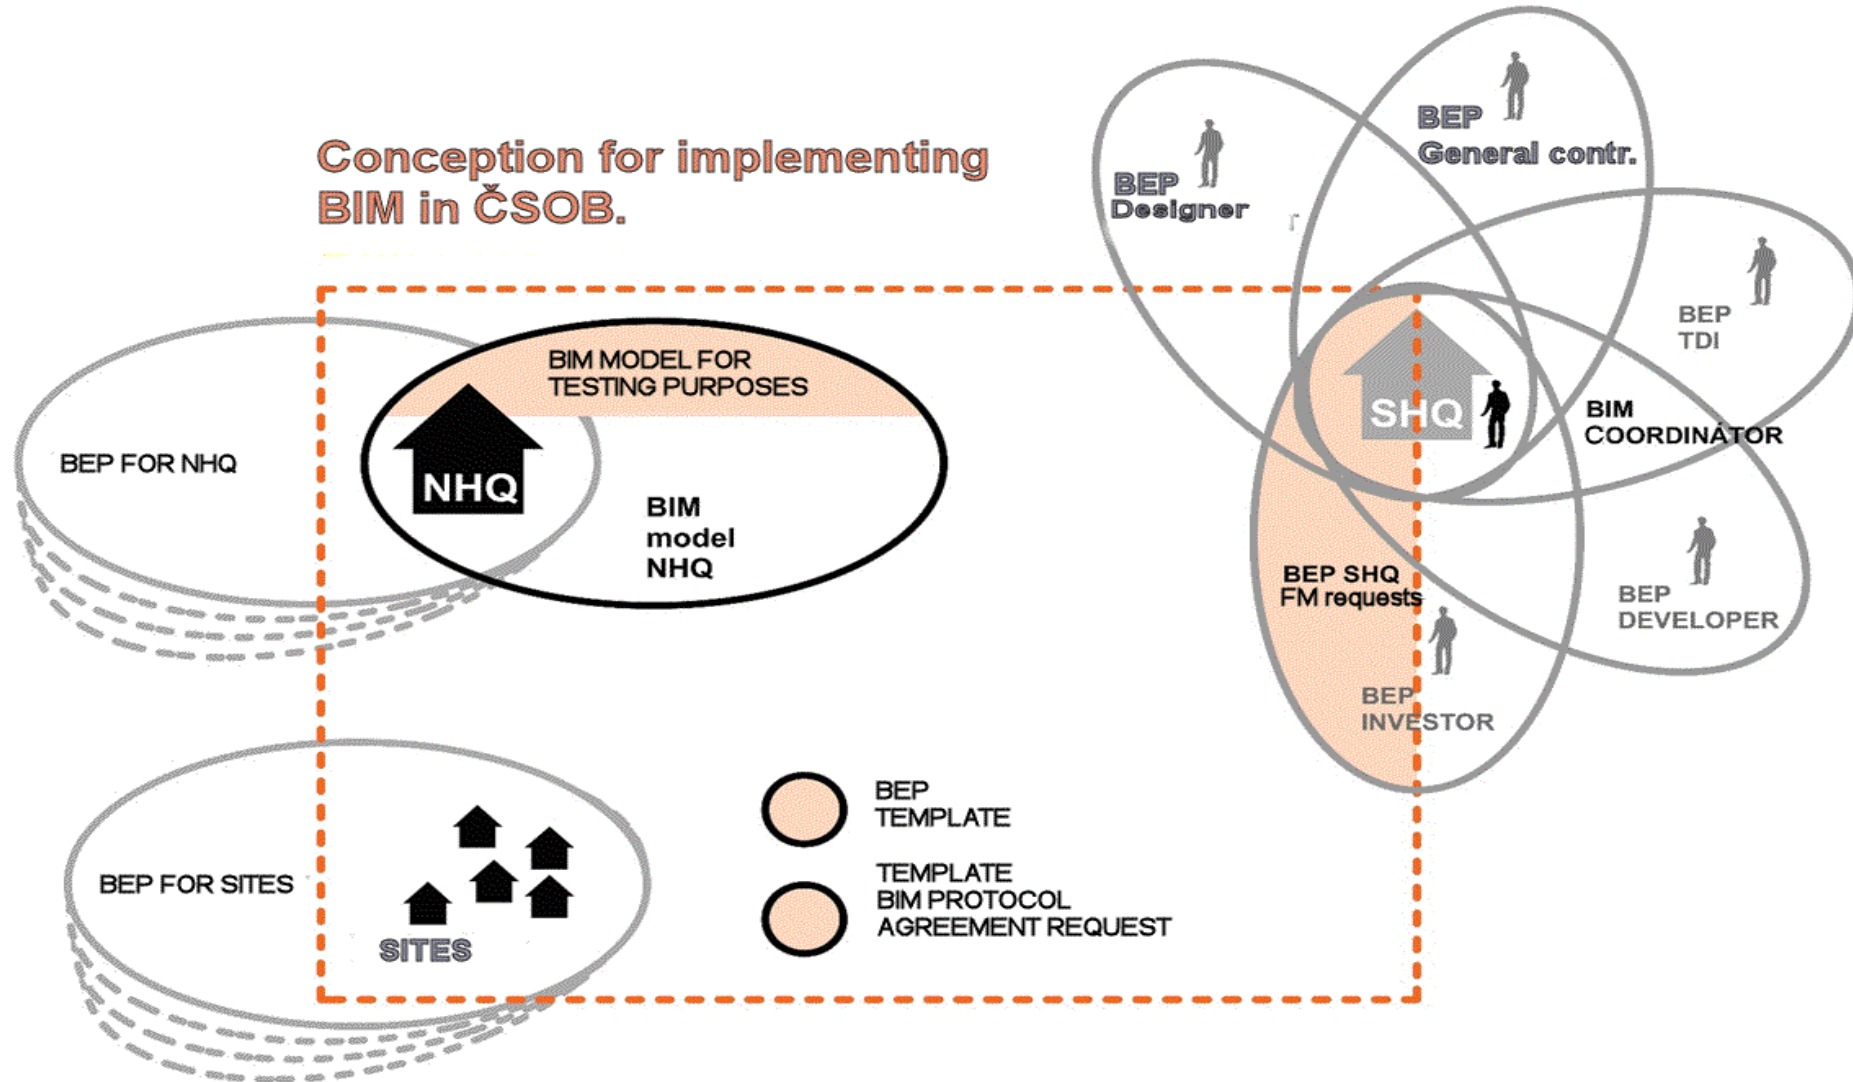 Conception for implementing
BIM in ČSOB.
BEP
Designer
BEP
General contr.
BEP
TDI
BIM
COORDINÁTOR
SHQ
BEP
DEVELOPER
BEP SHQ
FM requests
BEP
INVESTOR
BEP FOR NHQ
BIM MODEL FOR
TESTING PURPOSES
NHQ
BIM
model
NHQ
BEP FOR SITES
SITES
BEP
TEMPLATE
TEMPLATE
BIM PROTOCOL
AGREEMENT REQUEST